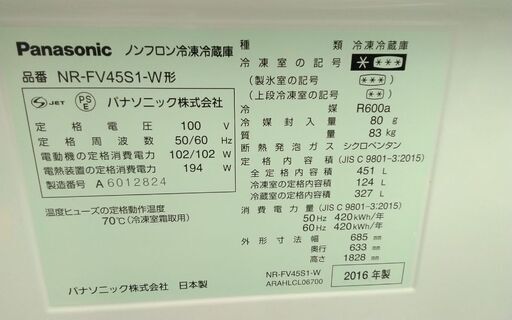 Panasonic ノンフロン冷凍冷蔵庫
品番 NR-FV45S1-W形
S JET PS E パナソニック株式会社
定格電圧 100 V
定格周波数 50/60 Hz
電動機の定格消費電力 102/102 W
電熱装置の定格消費電力 194 W
製造番号 A 6012824
温度ヒューズの定格動作温度
70℃(冷凍室霜取用)
パナソニック株式会社 日本製
種類 冷凍冷蔵庫
冷凍室の記号 * ***
(製氷室の記号) (***)
(上段冷凍室の記号) (**)
冷媒 R600a
冷媒封入量 80 g
質量 83 kg
断熱発泡ガス シクロペンタン
定格内容積 (JIS C 9801-3:2015)
全定格内容積 451 L
冷凍室の定格内容積 124 L
冷蔵室の定格内容積 327 L
消費電力量 (JIS C 9801-3:2015)
50 Hz 420 kWh/年
60 Hz 420 kWh/年
外形寸法 幅 685 mm
奥行 633 mm
高さ 1828 mm
NR-FV45S1-W
ARAHLCL06700
2016 年製